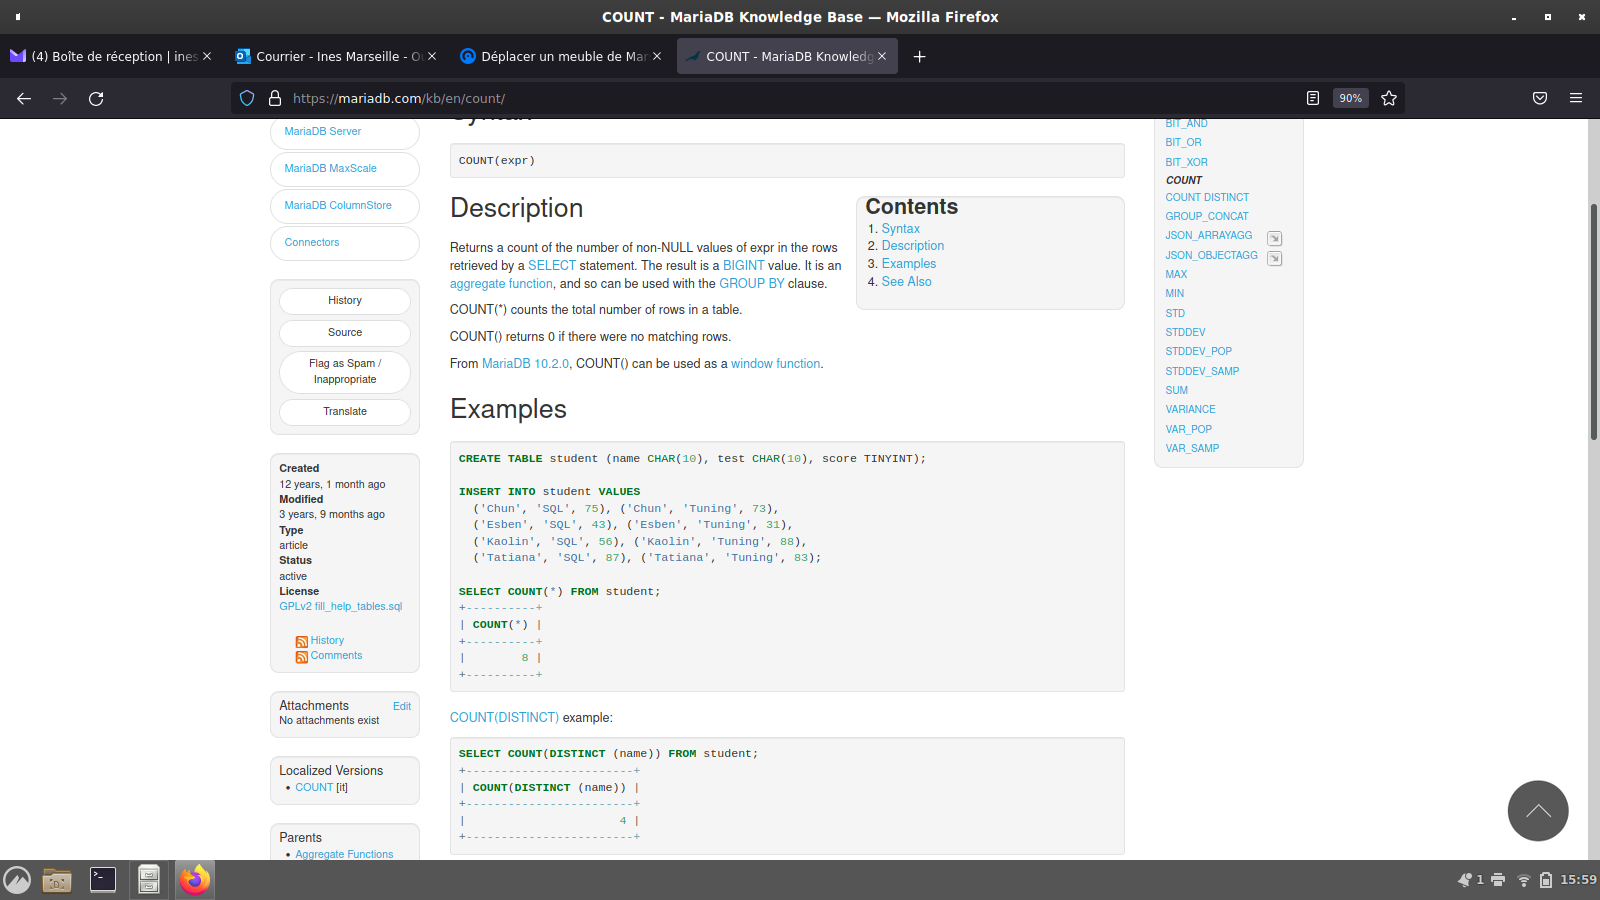 COUNT - MariaDB Knowledge Base — Mozilla Firefox
(4) Boîte de réception | ines
Courrier - Ines Marseille - O
Déplacer un meuble de Mar
COUNT - MariaDB Knowledg
https://mariadb.com/kb/en/count/
90%
MariaDB Server
MariaDB MaxScale
MariaDB ColumnStore
Connectors
History
Source
Flag as Spam /
Inappropriate
Translate
Created
12 years, 1 month ago
Modified
3 years, 9 months ago
Type
article
Status
active
License
GPLv2 fill_help_tables.sql
History
Comments
Attachments Edit
No attachments exist
Localized Versions
• COUNT [it]
Parents
• Aggregate Functions
Syntax
COUNT(expr)
Description
Returns a count of the number of non-NULL values of expr in the rows
retrieved by a SELECT statement. The result is a BIGINT value. It is an
aggregate function, and so can be used with the GROUP BY clause.
COUNT(*) counts the total number of rows in a table.
COUNT() returns 0 if there were no matching rows.
From MariaDB 10.2.0, COUNT() can be used as a window function.
Contents
1. Syntax
2. Description
3. Examples
4. See Also
Examples
CREATE TABLE student (name CHAR(10), test CHAR(10), score TINYINT);
INSERT INTO student VALUES
('Chun', 'SQL', 75), ('Chun', 'Tuning', 73),
('Esben', 'SQL', 43), ('Esben', 'Tuning', 31),
('Kaolin', 'SQL', 56), ('Kaolin', 'Tuning', 88),
('Tatiana', 'SQL', 87), ('Tatiana', 'Tuning', 83);
SELECT COUNT(*) FROM student;
+----------+
| COUNT(*) |
+----------+
|        8 |
+----------+
COUNT(DISTINCT) example:
SELECT COUNT(DISTINCT (name)) FROM student;
+------------------------+
| COUNT(DISTINCT (name)) |
+------------------------+
|                      4 |
+------------------------+
BIT_AND
BIT_OR
BIT_XOR
COUNT
COUNT DISTINCT
GROUP_CONCAT
JSON_ARRAYAGG
JSON_OBJECTAGG
MAX
MIN
STD
STDDEV
STDDEV_POP
STDDEV_SAMP
SUM
VARIANCE
VAR_POP
VAR_SAMP
1
15:59